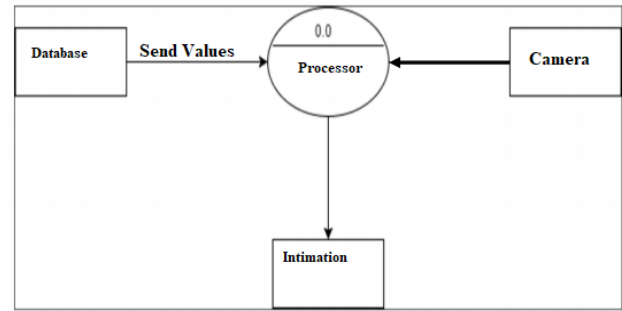 0.0
Database
Send Values
Processor
Camera
Intimation